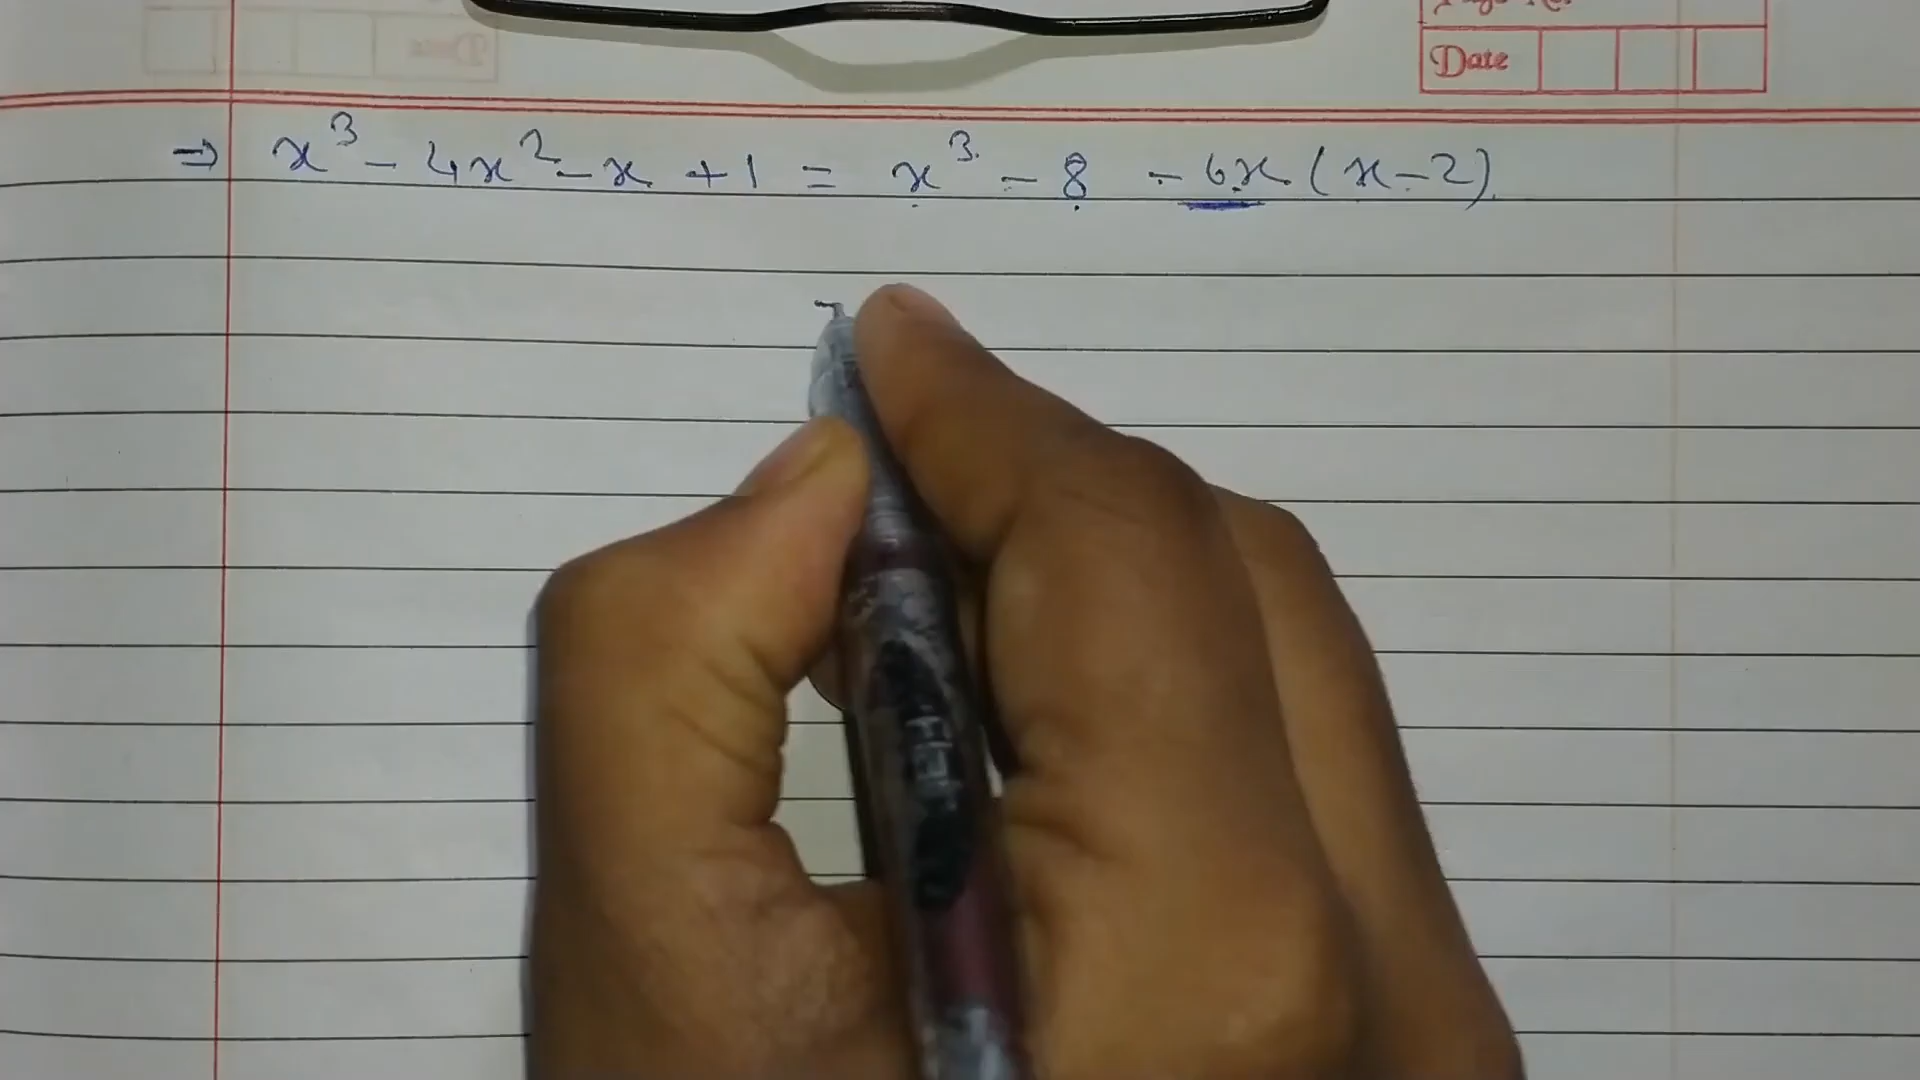 Date
⇒ x³ - 4x² - x + 1 = x³ - 8 - 6x (x - 2)